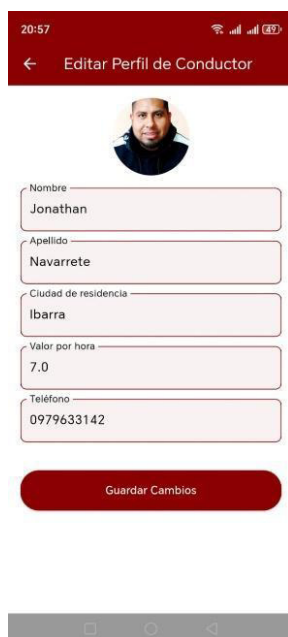 20:57
49
Editar Perfil de Conductor
Nombre
Jonathan
Apellido
Navarrete
Ciudad de residencia
Ibarra
Valor por hora
7.0
Teléfono
0979633142
Guardar Cambios